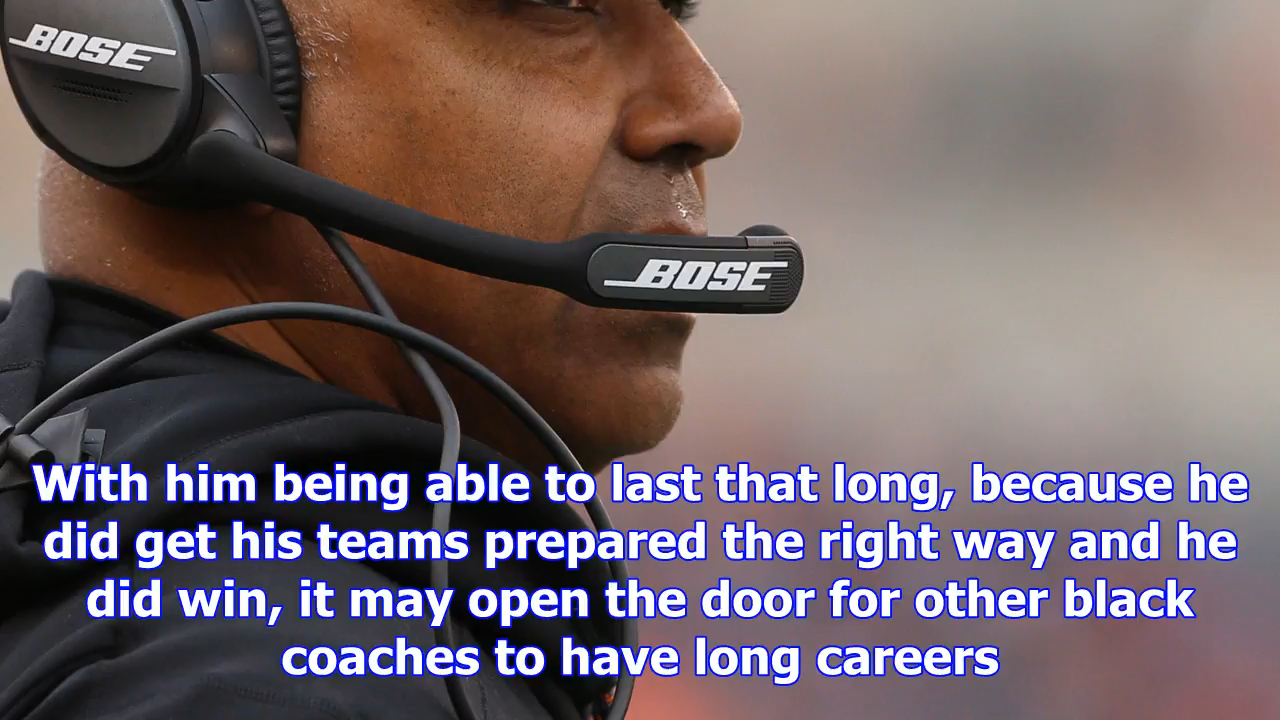 BOSE
BOSE
With him being able to last that long, because he
did get his teams prepared the right way and he
did win, it may open the door for other black
coaches to have long careers